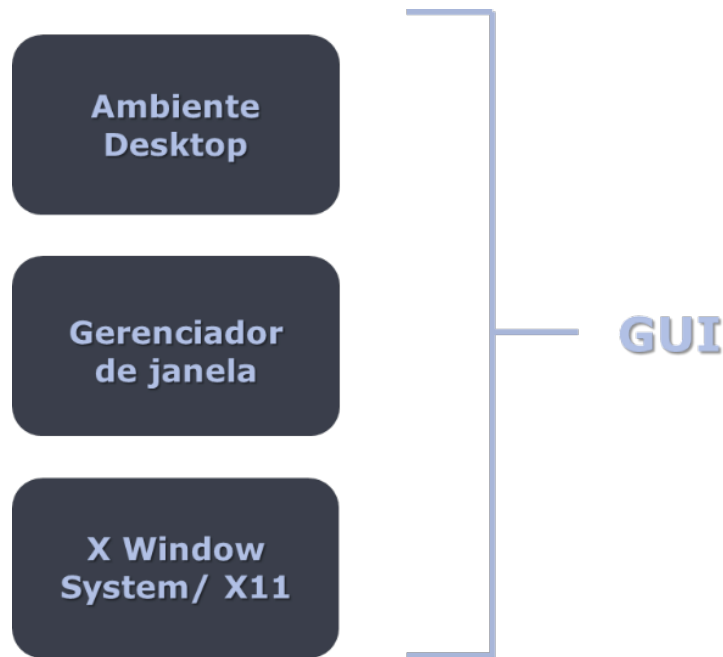 Ambiente
Desktop
Gerenciador
de janela
GUI
X Window
System/ X11